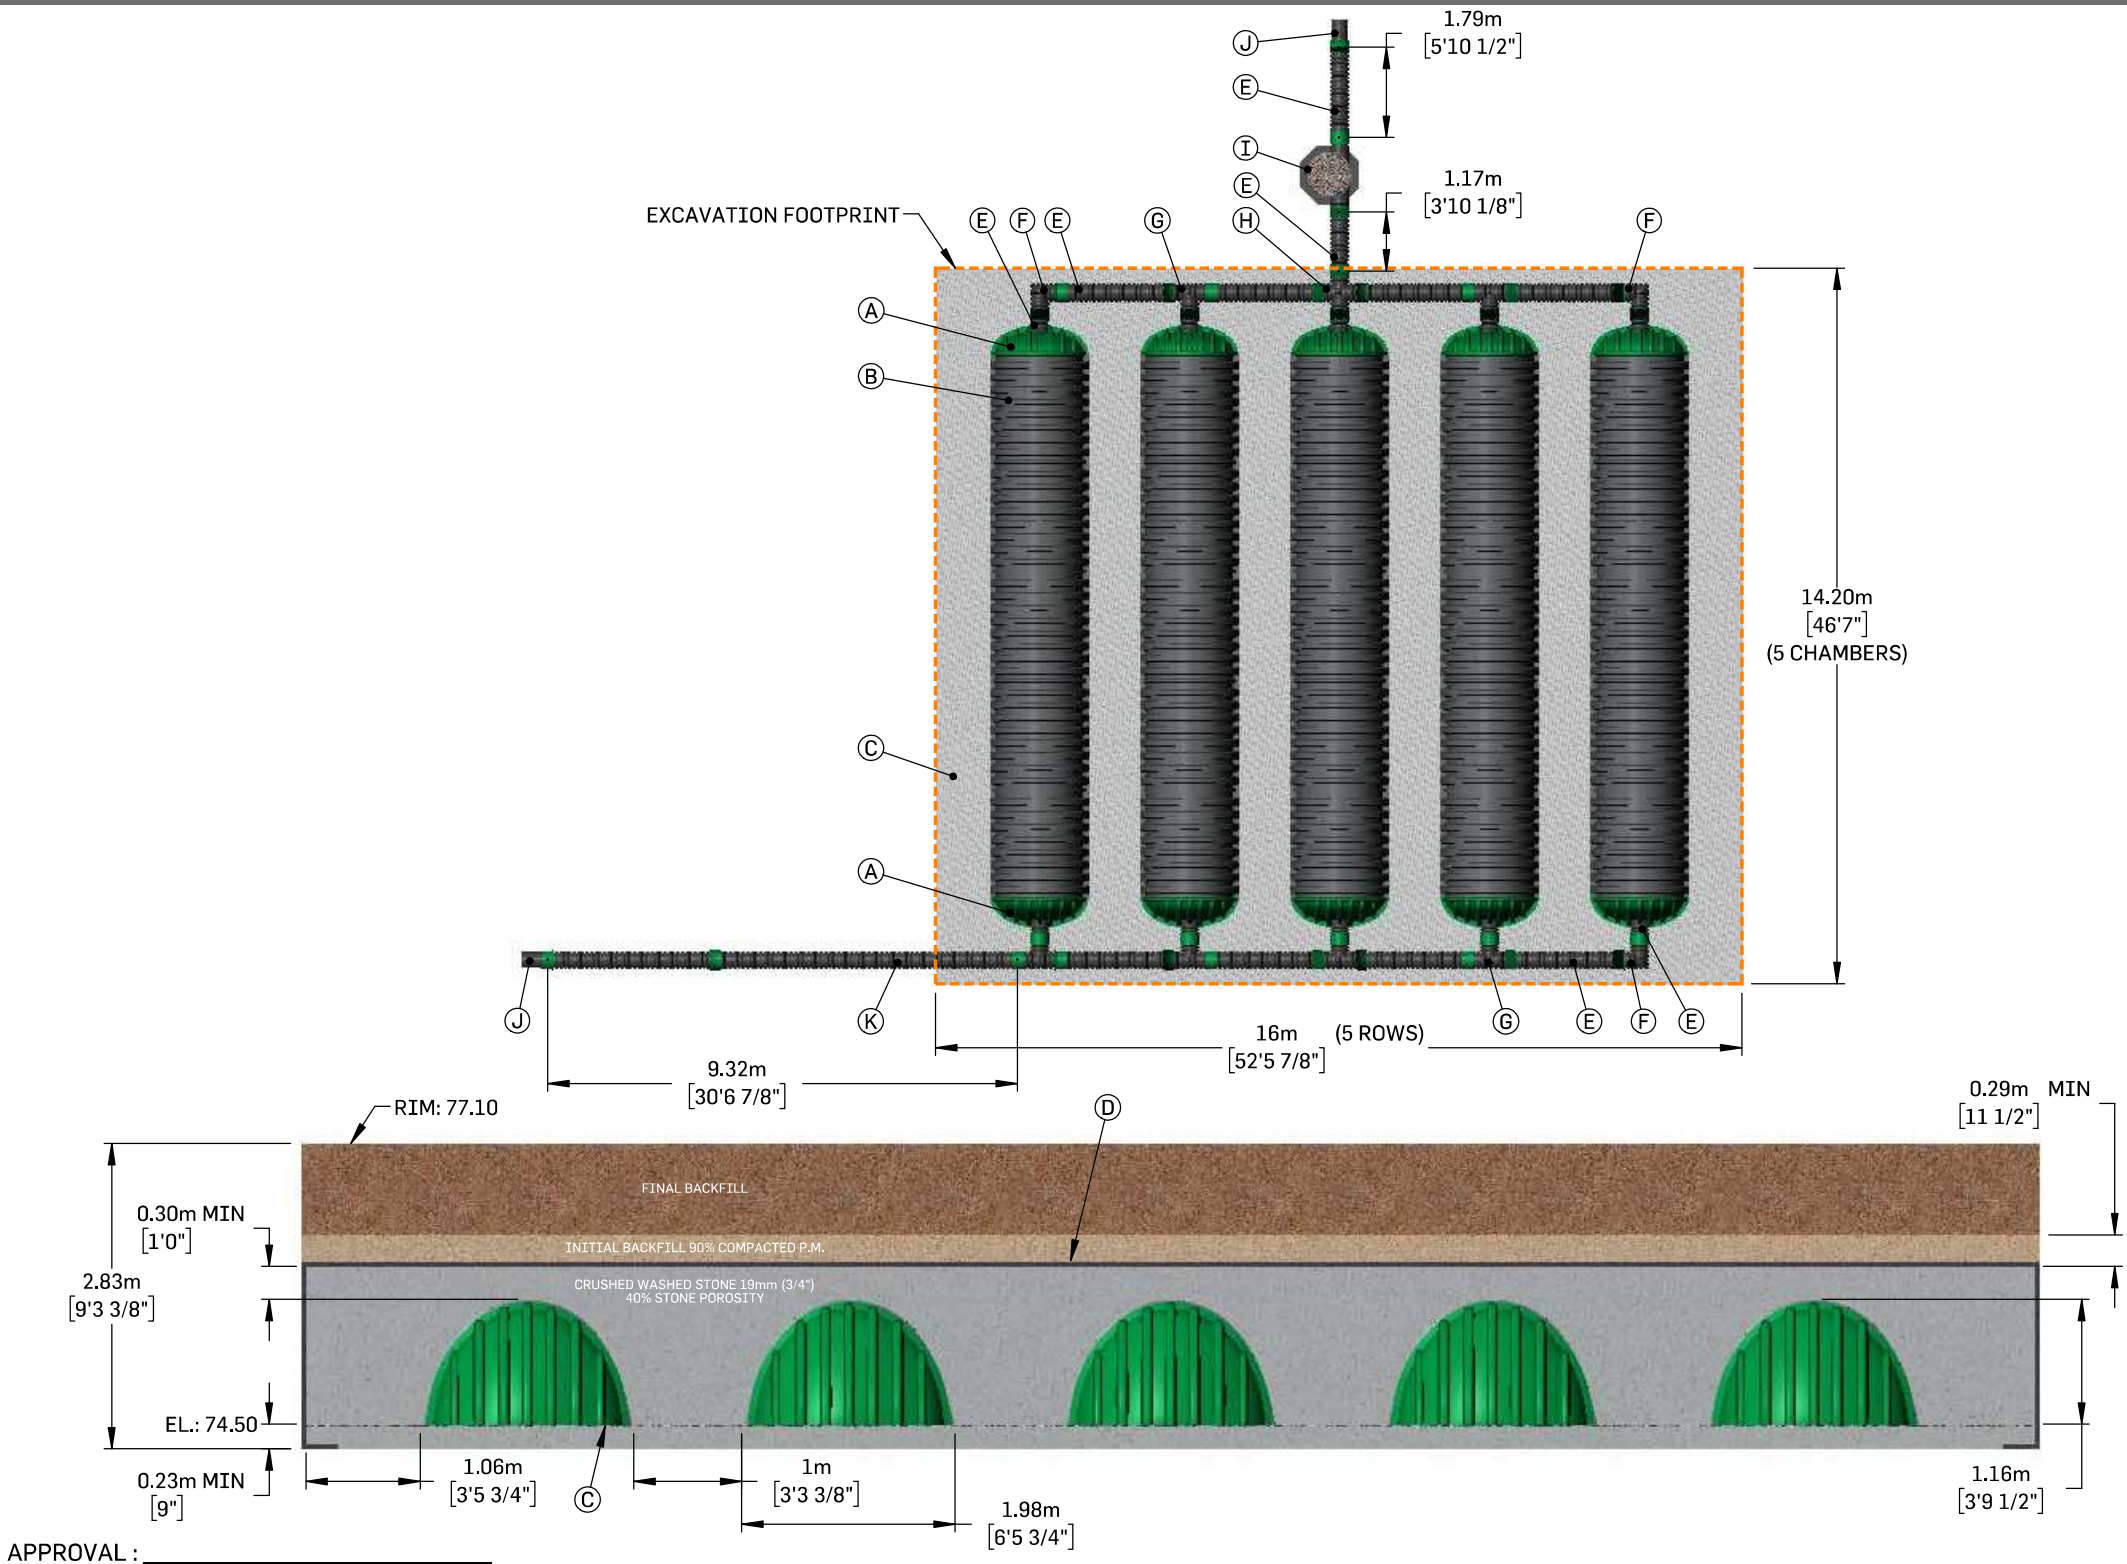 1.79m
[5'10 1/2"]
J
E
I
E
1.17m
[3'10 1/8"]
EXCAVATION FOOTPRINT
E
F
E
G
H
F
A
B
14.20m
[46'7"]
(5 CHAMBERS)
C
A
J
K
G
E
F
E
16m (5 ROWS)
[52'5 7/8"]
9.32m
[30'6 7/8"]
RIM: 77.10
D
0.29m MIN
[11 1/2"]
FINAL BACKFILL
0.30m MIN
[1'0"]
INITIAL BACKFILL 90% COMPACTED P.M.
2.83m
[9'3 3/8"]
CRUSHED WASHED STONE 19mm (3/4")
40% STONE POROSITY
EL.: 74.50
0.23m MIN
[9"]
1.06m
[3'5 3/4"]
C
1m
[3'3 3/8"]
1.98m
[6'5 3/4"]
1.16m
[3'9 1/2"]
APPROVAL :